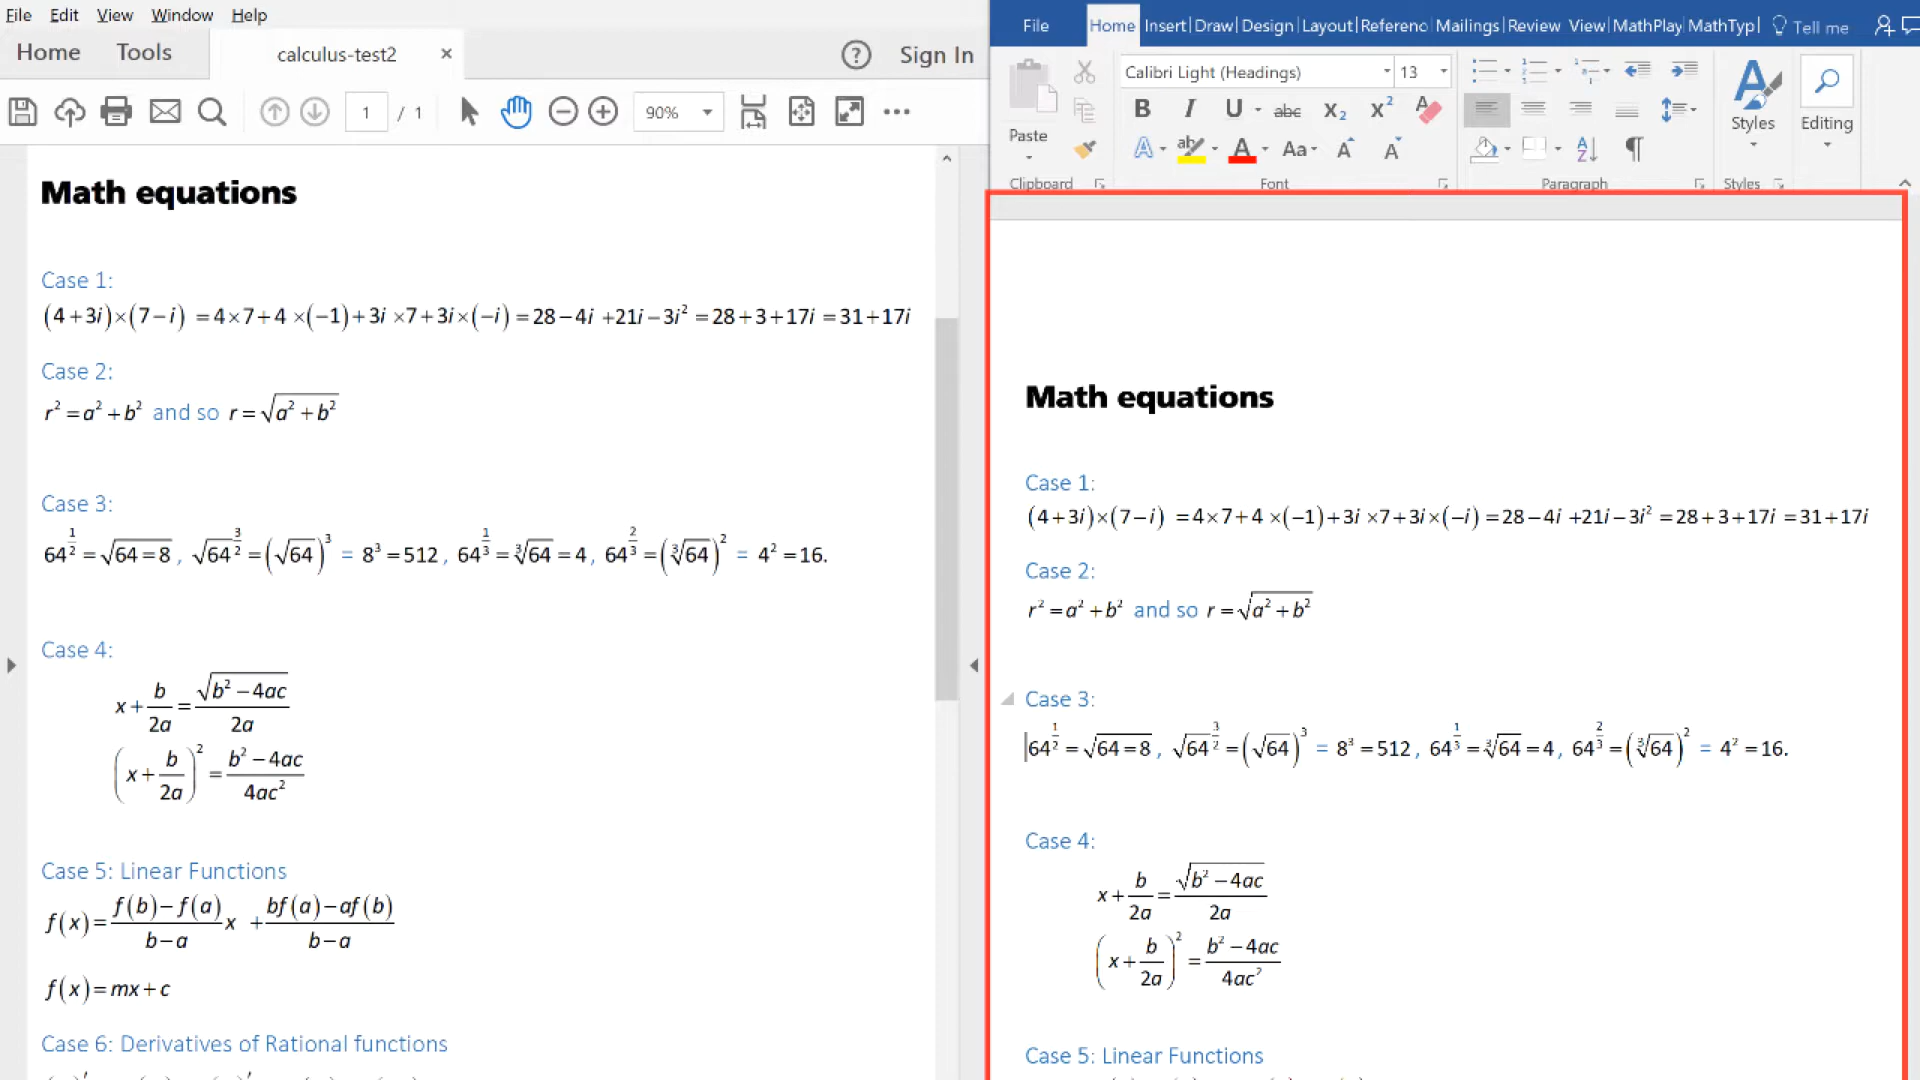 File Edit View Window Help
Home Tools calculus-test2 × Sign In
1 / 1 90%
Math equations
Case 1:
(4+3i)×(7−i) =4×7+4 ×(−1)+3i ×7+3i×(−i)=28−4i +21i−3i² =28+3+17i =31+17i
Case 2:
r² =a² +b² and so r=√(a² +b²)
Case 3:
64^(1/2) =√(64=8) , √64^(3/2) =(√64)³ = 8³ =512 , 64^(1/3) =∛64 =4 , 64^(2/3) =(∛64)² = 4² =16.
Case 4:
x+ b/2a = √(b² −4ac)/2a
(x+ b/2a)² = (b² −4ac)/4ac²
Case 5: Linear Functions
f(x)= (f(b)−f(a))/(b−a) x + (bf(a)−af(b))/(b−a)
f(x)=mx+c
Case 6: Derivatives of Rational functions
File Home Insert Draw Design Layout Referenc Mailings Review View MathPlay MathTyp Tell me
Paste
Clipboard
Calibri Light (Headings) 13
B I U abc X₂ X² A
A ab A Aa A A
Font
A Z
Paragraph
Styles
Styles
Editing
Math equations
Case 1:
(4+3i)×(7−i) =4×7+4 ×(−1)+3i ×7+3i×(−i)=28−4i +21i−3i² =28+3+17i =31+17i
Case 2:
r² =a² +b² and so r=√(a² +b²)
Case 3:
64^(1/2) =√(64=8) , √64^(3/2) =(√64)³ = 8³ =512 , 64^(1/3) =∛64 =4 , 64^(2/3) =(∛64)² = 4² =16.
Case 4:
x+ b/2a = √(b² −4ac)/2a
(x+ b/2a)² = (b² −4ac)/4ac²
Case 5: Linear Functions